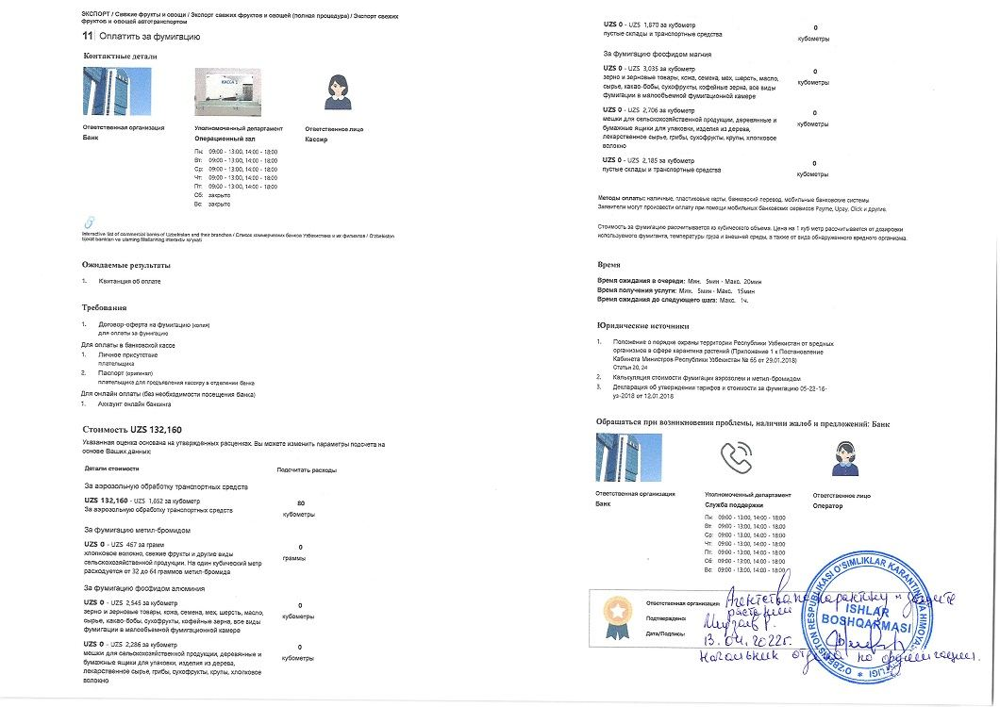 ЭКСПОРТ / Свежие фрукты и овощи / Экспорт свежих фруктов и овощей (полная процедура) / Экспорт свежих
фруктов и овощей автотранспортом
11 Оплатить за фумигацию
Контактные детали
КАССА 1
Ответственная организация
Банк
Уполномоченный департамент
Операционный зал
Пн: 09:00 - 13:00, 14:00 - 18:00
Вт: 09:00 - 13:00, 14:00 - 18:00
Ср: 09:00 - 13:00, 14:00 - 18:00
Чт: 09:00 - 13:00, 14:00 - 18:00
Пт: 09:00 - 13:00, 14:00 - 18:00
Сб: закрыто
Вс: закрыто
Ответственное лицо
Кассир
Interactive list of commercial banks of Uzbekistan and their branches / Список коммерческих банков Узбекистана и их филиалов / O'zbekiston
tijorat banklari va ularning filiallarining interaktiv ro'yxati
Ожидаемые результаты
1. Квитанция об оплате
Требования
1. Договор-оферта на фумигацию (копия)
для оплаты за фумигацию
Для оплаты в банковской кассе
1. Личное присутствие
плательщика
2. Паспорт (оригинал)
плательщика для предъявления кассиру в отделении банка
Для онлайн оплаты (без необходимости посещения банка)
1. Аккаунт онлайн банкинга
Стоимость UZS 132,160
Указанная оценка основана на утвержденных расценках. Вы можете изменить параметры подсчета на
основе Ваших данных:
Детали стоимости Подсчитать расходы
За аэрозольную обработку транспортных средств
UZS 132,160 - UZS 1,652 за кубометр 80
За аэрозольную обработку транспортных средств кубометры
За фумигацию метил-бромидом
UZS 0 - UZS 467 за грамм 0
хлопковое волокно, свежие фрукты и другие виды граммы
сельскохозяйственной продукции. На один кубический метр
расходуется от 32 до 64 граммов метил-бромида
За фумигацию фосфидом алюминия
UZS 0 - UZS 2,545 за кубометр 0
зерно и зерновые товары, кожа, семена, мех, шерсть, масло, кубометры
сырье, какао-бобы, сухофрукты, кофейные зерна, все виды
фумигации в малообъемной фумигационной камере
UZS 0 - UZS 2,286 за кубометр 0
мешки для сельскохозяйственной продукции, деревянные и кубометры
бумажные ящики для упаковки, изделия из дерева,
лекарственное сырье, грибы, сухофрукты, крупы, хлопковое
волокно
UZS 0 - UZS 1,870 за кубометр 0
пустые склады и транспортные средства кубометры
За фумигацию фосфидом магния
UZS 0 - UZS 3,035 за кубометр 0
зерно и зерновые товары, кожа, семена, мех, шерсть, масло, кубометры
сырье, какао-бобы, сухофрукты, кофейные зерна, все виды
фумигации в малообъемной фумигационной камере
UZS 0 - UZS 2,706 за кубометр 0
мешки для сельскохозяйственной продукции, деревянные и кубометры
бумажные ящики для упаковки, изделия из дерева,
лекарственное сырье, грибы, сухофрукты, крупы, хлопковое
волокно
UZS 0 - UZS 2,185 за кубометр 0
пустые склады и транспортные средства кубометры
Методы оплаты: наличные, пластиковые карты, банковский перевод, мобильные банковские системы
Заявители могут произвести оплату при помощи мобильных банковских сервисов Payme, Upay, Click и другие.
Стоимость за фумигацию рассчитывается из кубического объема. Цена на 1 куб метр рассчитывается от дозировки
используемого фумиганта, температуры груза и внешней среды, а также от вида обнаруженного вредного организма.
Время
Время ожидания в очереди: Мин. 5мин - Макс. 20мин
Время получения услуги: Мин. 5мин - Макс. 15мин
Время ожидания до следующего шага: Макс. 1ч.
Юридические источники
1. Положение о порядке охраны территории Республики Узбекистан от вредных
организмов в сфере карантина растений (Приложение 1 к Постановление
Кабинета Министров Республики Узбекистан № 65 от 29.01.2018)
Статьи 20, 24
2. Калькуляция стоимости фумигации аэрозолем и метил-бромидом
3. Декларация об утверждении тарифов и стоимости за фумигацию 05-22-16-
уз-2018 от 12.01.2018
Обращаться при возникновении проблемы, наличии жалоб и предложений: Банк
Ответственная организация
Банк
Уполномоченный департамент
Служба поддержки
Пн: 09:00 - 13:00, 14:00 - 18:00
Вт: 09:00 - 13:00, 14:00 - 18:00
Ср: 09:00 - 13:00, 14:00 - 18:00
Чт: 09:00 - 13:00, 14:00 - 18:00
Пт: 09:00 - 13:00, 14:00 - 18:00
Сб: 09:00 - 13:00, 14:00 - 18:00
Вс: 09:00 - 13:00, 14:00 - 18:00
Ответственное лицо
Оператор
Ответственная организация: Агентства по карантину и защите
растений
Подтверждено:
Дата/Подпись: 13.04.2022г.
Начальник отдела по фумигации.
O'ZBEKISTON RESPUBLIKASI O'SIMLIKLAR KARANTINI VA HIMOYA
ISHLAR
BOSHQARMASI